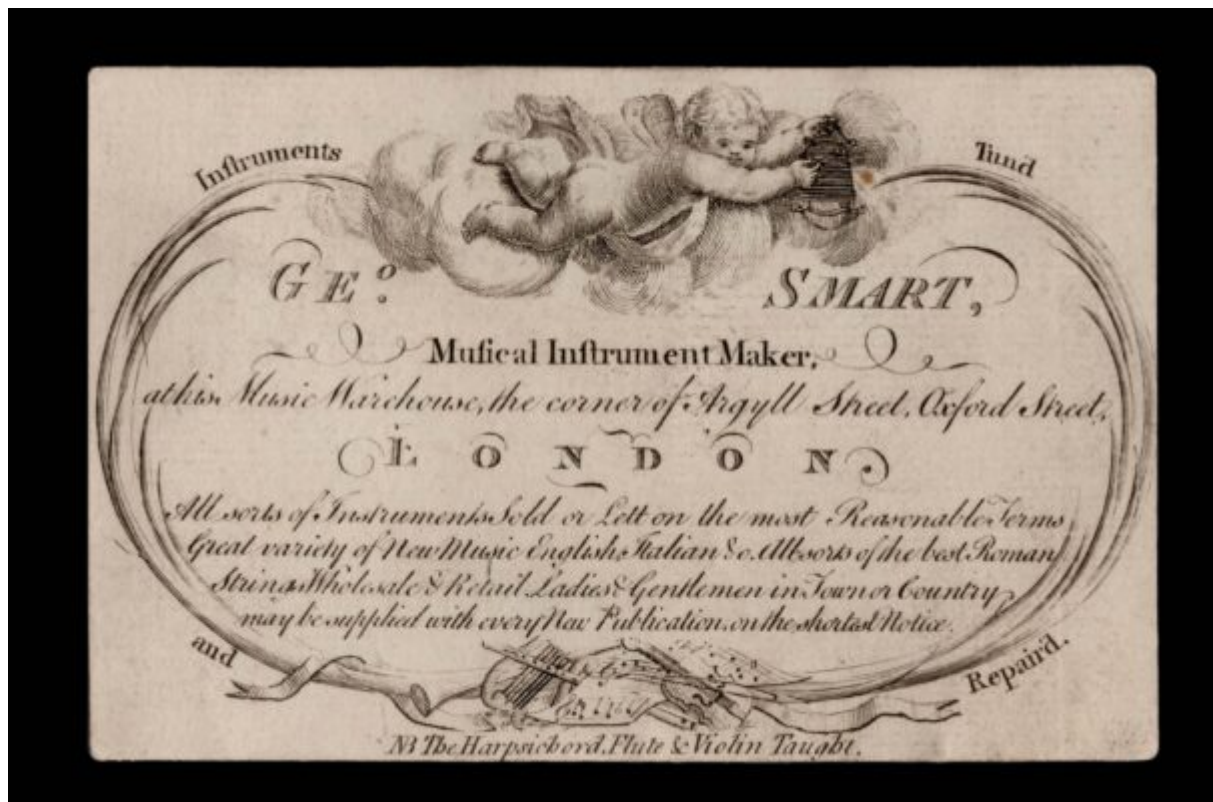 Inſtruments Tund
GEo. SMART,
Muſical Inſtrument Maker,
at his Music Warehouse, the corner of Argyll Street, Oxford Street,
LONDON
All sorts of Instruments Sold or Lett on the most Reasonable Terms
Great variety of New Music English Italian &c. All sorts of the best Roman
Strings Wholesale & Retail Ladies & Gentlemen in Town or Country
may be supplied with every New Publication on the shortest Notice.
and Repair'd.
NB The Harpsichord, Flute & Violin Taught.